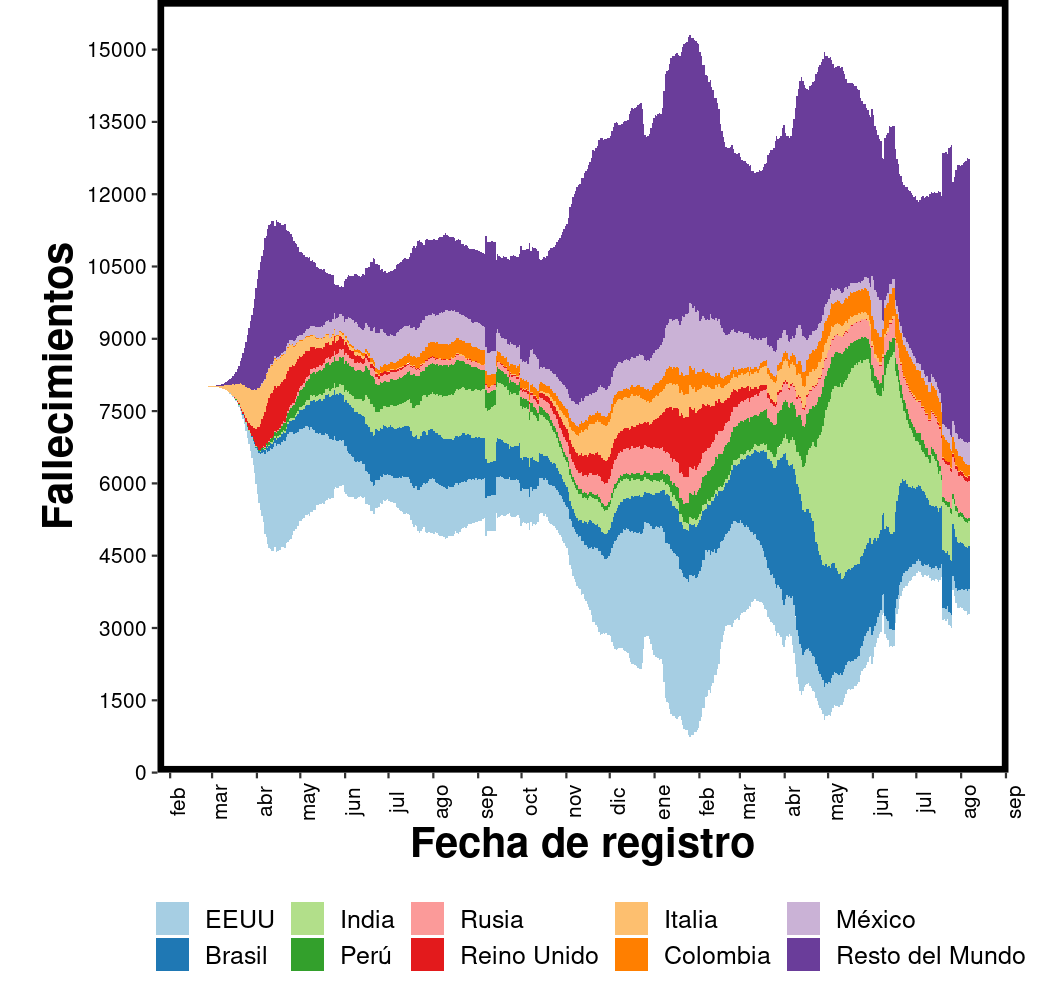 Fallecimientos
15000
13500
12000
10500
9000
7500
6000
4500
3000
1500
0
feb
mar
abr
may
jun
jul
ago
sep
oct
nov
dic
ene
feb
mar
abr
may
jun
jul
ago
sep
Fecha de registro
EEUU India Rusia Italia México
Brasil Perú Reino Unido Colombia Resto del Mundo